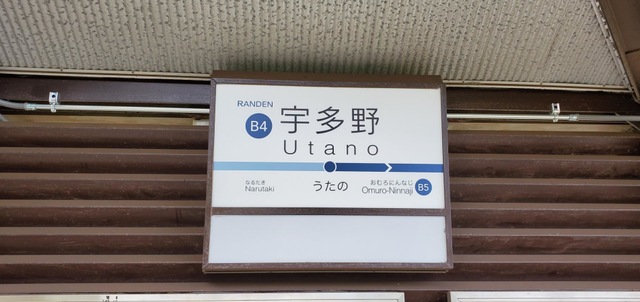 RANDEN
B4
宇多野
Utano
なるたき
Narutaki
うたの
おむろにんなじ
Omuro-Ninnaji
B5